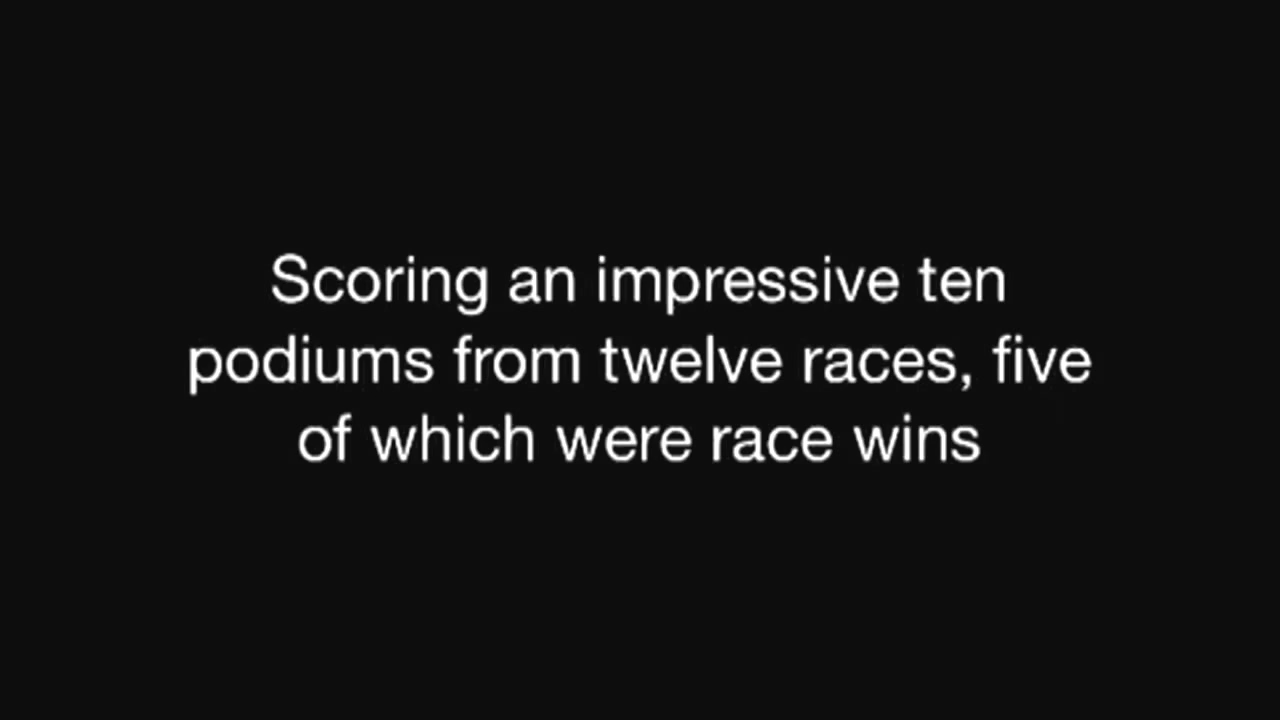 Scoring an impressive ten
podiums from twelve races, five
of which were race wins